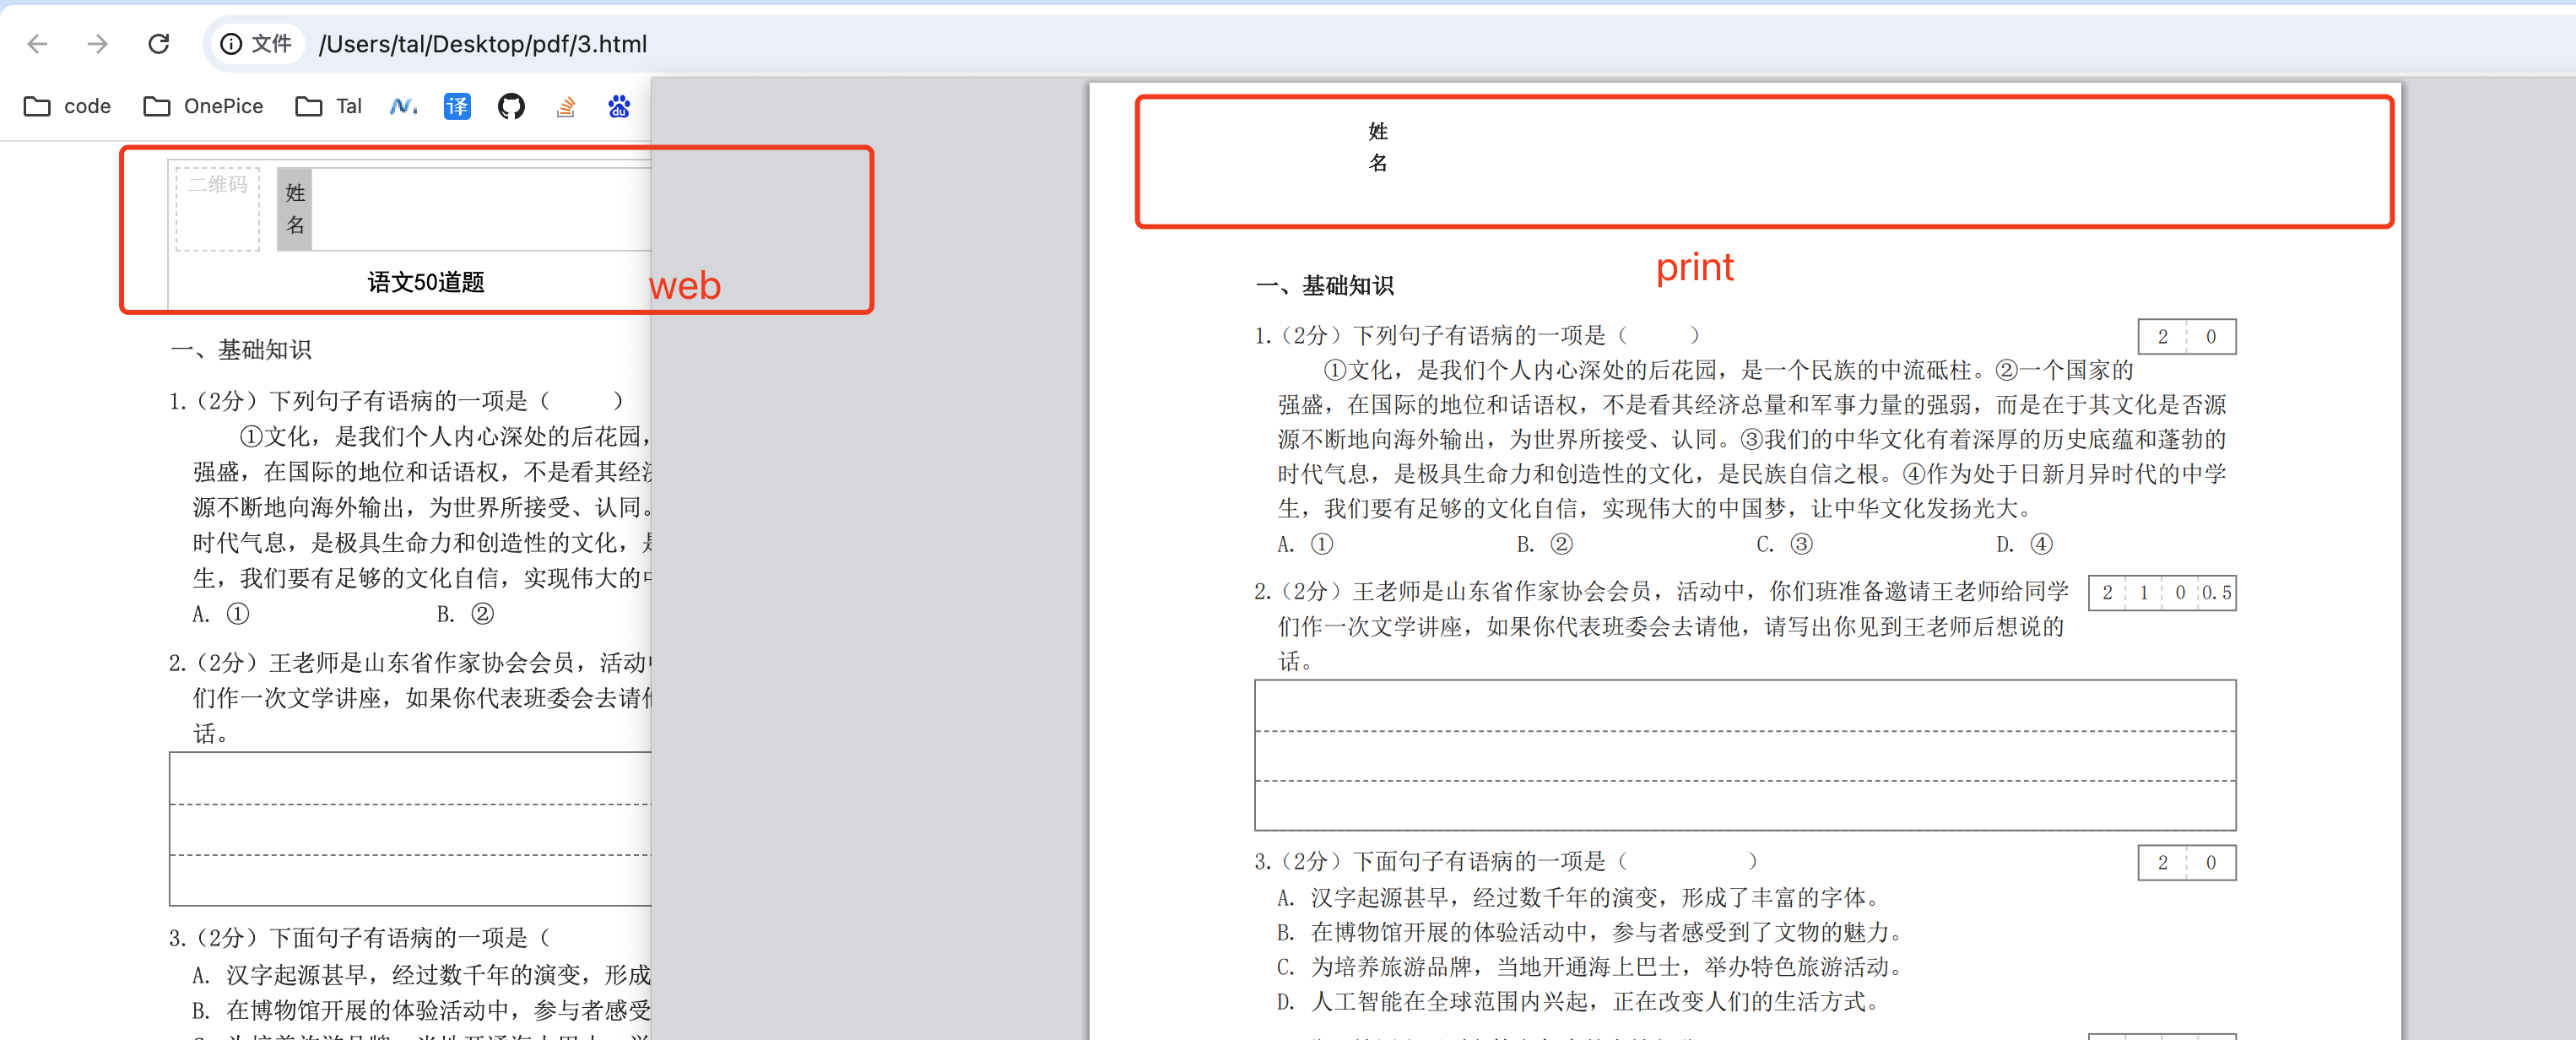 文件 /Users/tal/Desktop/pdf/3.html
code OnePice Tal 译 du
二维码
姓
名
语文50道题
web
一、基础知识
1.（2分）下列句子有语病的一项是（ ）
①文化，是我们个人内心深处的后花园，
强盛，在国际的地位和话语权，不是看其经
源不断地向海外输出，为世界所接受、认同。
时代气息，是极具生命力和创造性的文化，
生，我们要有足够的文化自信，实现伟大的
A. ① B. ②
2.（2分）王老师是山东省作家协会会员，活动
们作一次文学讲座，如果你代表班委会去请
话。
3.（2分）下面句子有语病的一项是（
A. 汉字起源甚早，经过数千年的演变，形成
B. 在博物馆开展的体验活动中，参与者感受
姓
名
print
一、基础知识
1.（2分）下列句子有语病的一项是（ ） 2 0
①文化，是我们个人内心深处的后花园，是一个民族的中流砥柱。②一个国家的
强盛，在国际的地位和话语权，不是看其经济总量和军事力量的强弱，而是在于其文化是否源
源不断地向海外输出，为世界所接受、认同。③我们的中华文化有着深厚的历史底蕴和蓬勃的
时代气息，是极具生命力和创造性的文化，是民族自信之根。④作为处于日新月异时代的中学
生，我们要有足够的文化自信，实现伟大的中国梦，让中华文化发扬光大。
A. ① B. ② C. ③ D. ④
2.（2分）王老师是山东省作家协会会员，活动中，你们班准备邀请王老师给同学 2 1 0 0.5
们作一次文学讲座，如果你代表班委会去请他，请写出你见到王老师后想说的
话。
3.（2分）下面句子有语病的一项是（ ） 2 0
A. 汉字起源甚早，经过数千年的演变，形成了丰富的字体。
B. 在博物馆开展的体验活动中，参与者感受到了文物的魅力。
C. 为培养旅游品牌，当地开通海上巴士，举办特色旅游活动。
D. 人工智能在全球范围内兴起，正在改变人们的生活方式。